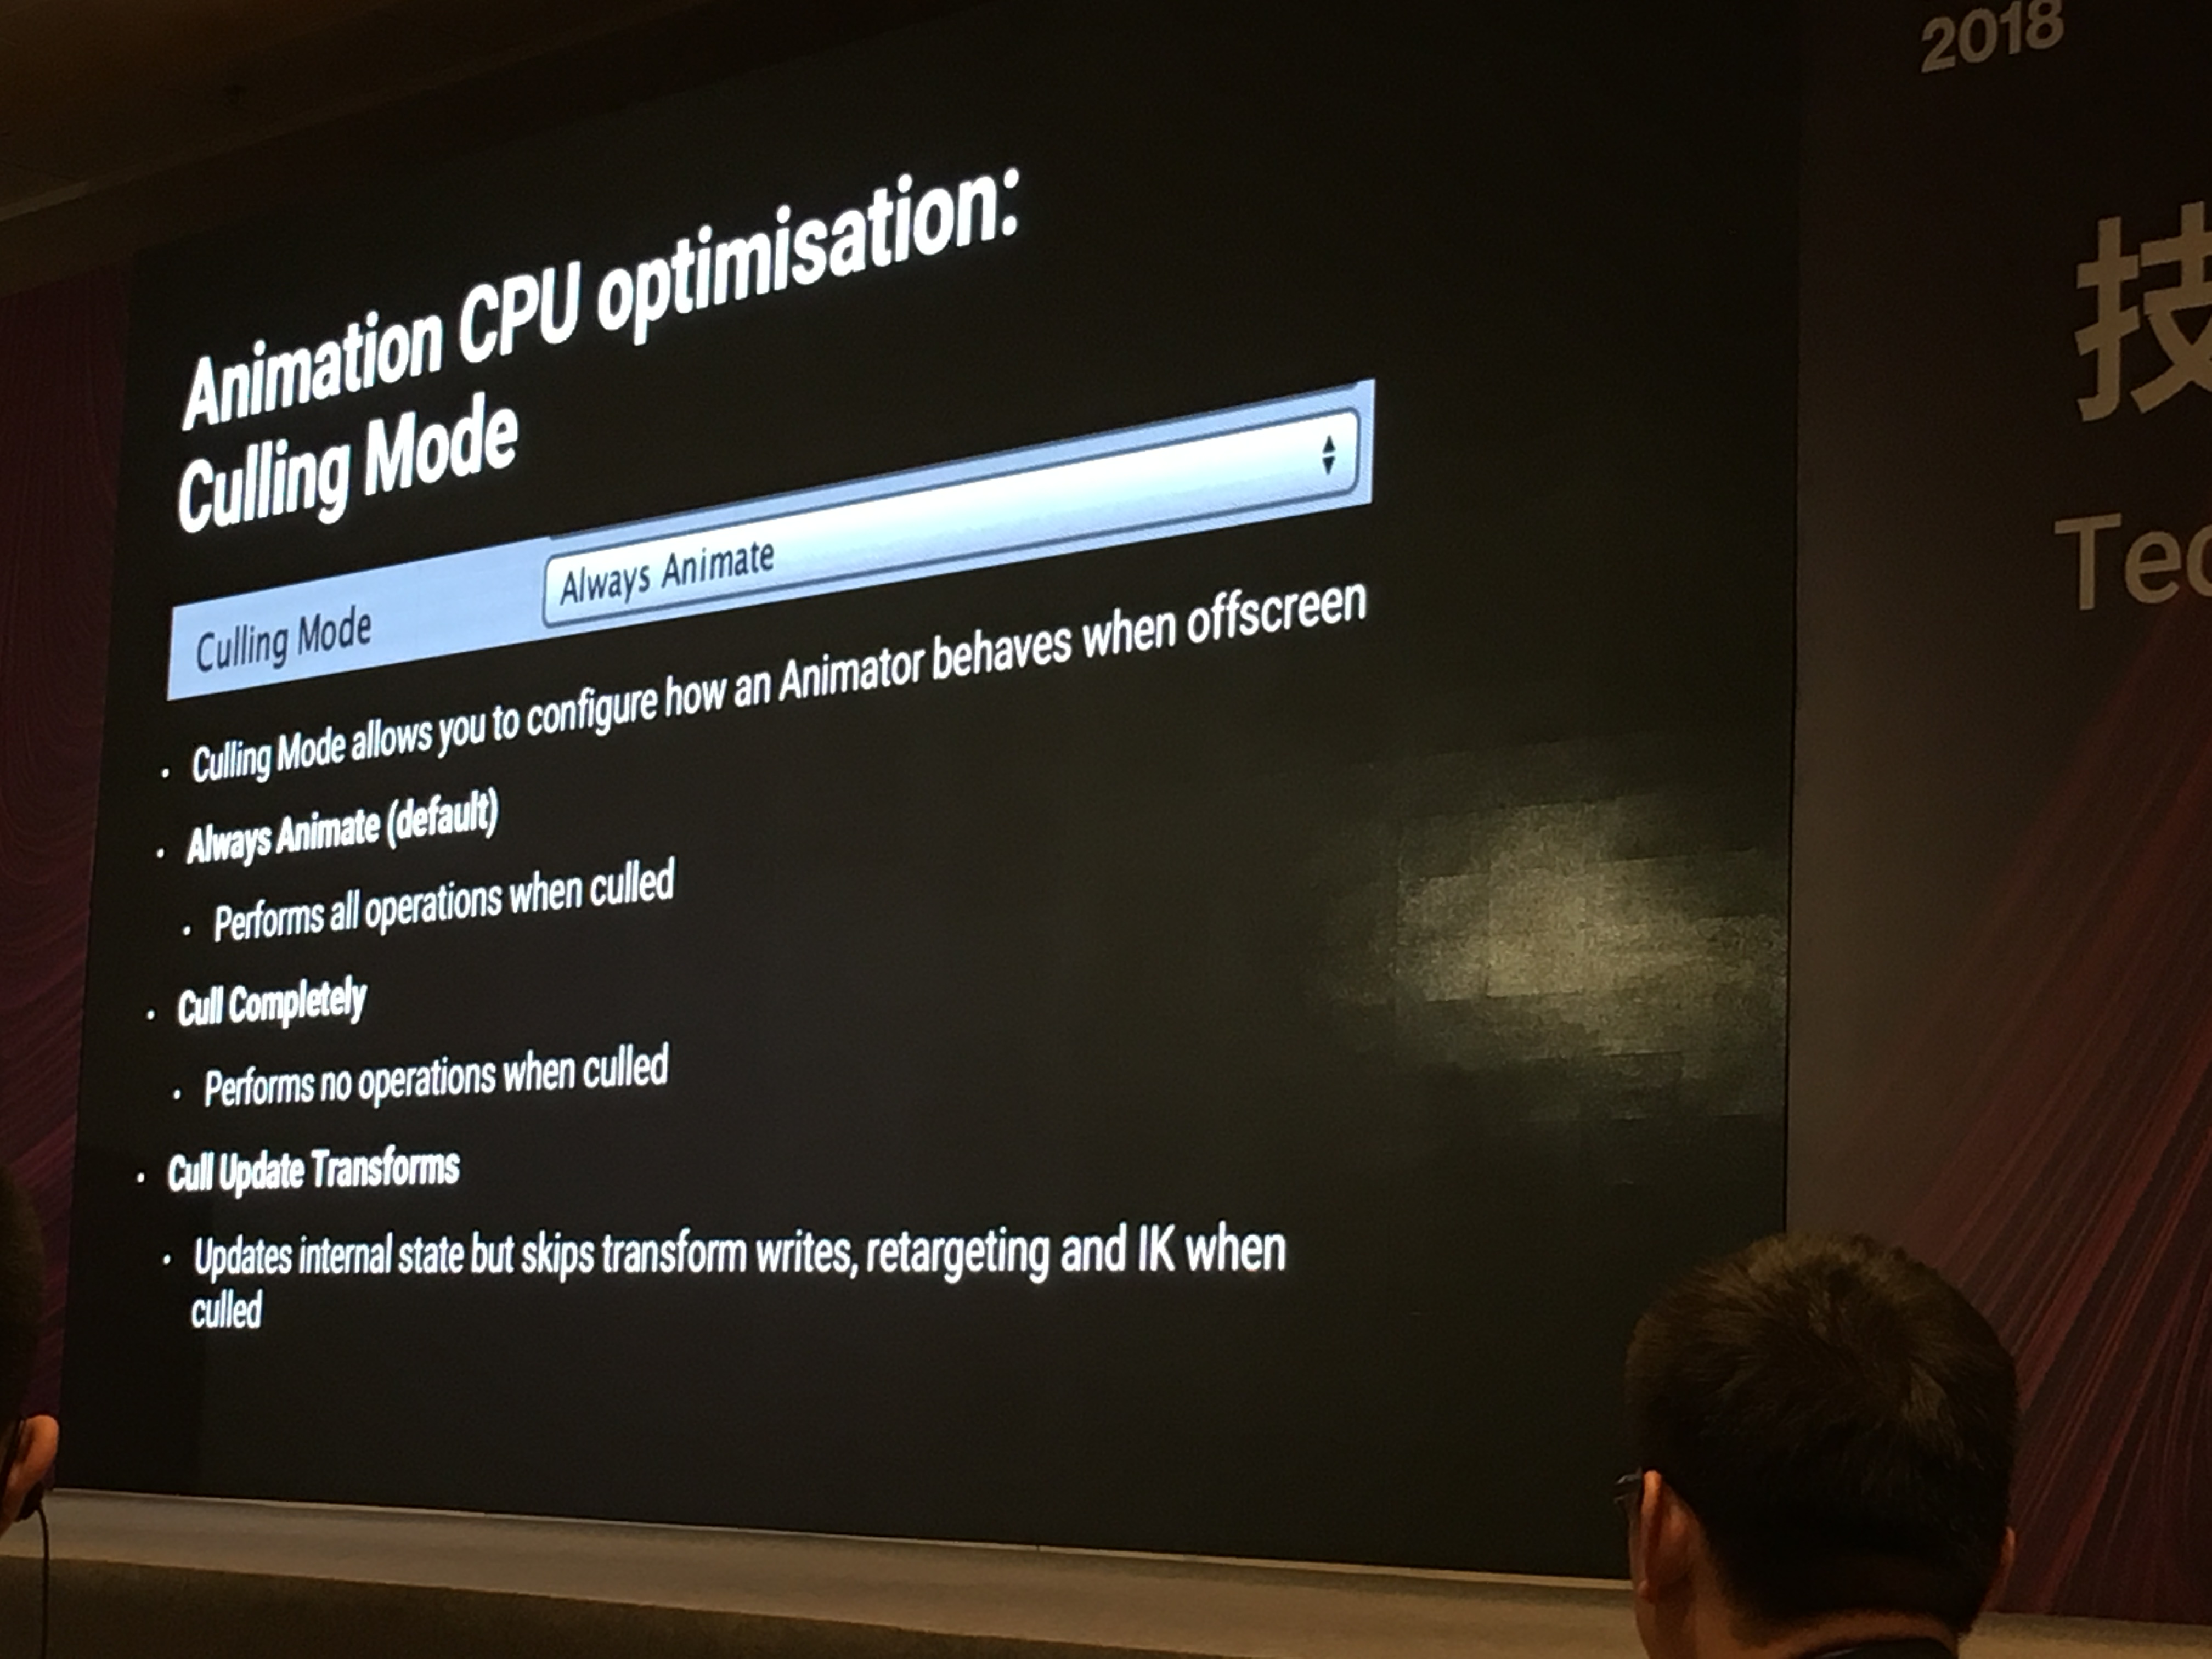 2018
技
Animation CPU optimisation:
Culling Mode
Culling Mode Always Animate
• Culling Mode allows you to configure how an Animator behaves when offscreen
• Always Animate (default)
• Performs all operations when culled
• Cull Completely
• Performs no operations when culled
• Cull Update Transforms
• Updates internal state but skips transform writes, retargeting and IK when
culled